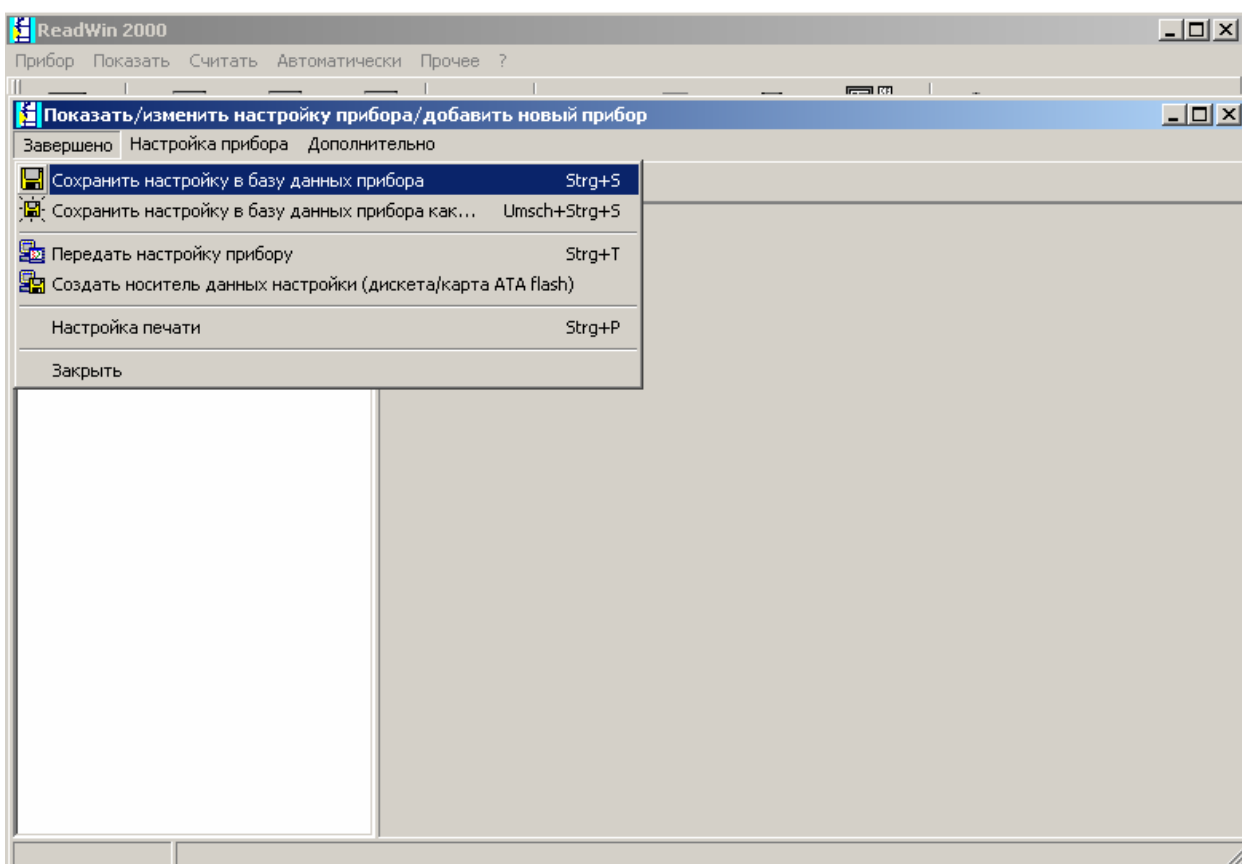 ReadWin 2000
Прибор Показать Считать Автоматически Прочее ?
Показать/изменить настройку прибора/добавить новый прибор
Завершено Настройка прибора Дополнительно
Сохранить настройку в базу данных прибора Strg+S
Сохранить настройку в базу данных прибора как... Umsch+Strg+S
Передать настройку прибору Strg+T
Создать носитель данных настройки (дискета/карта ATA flash)
Настройка печати Strg+P
Закрыть